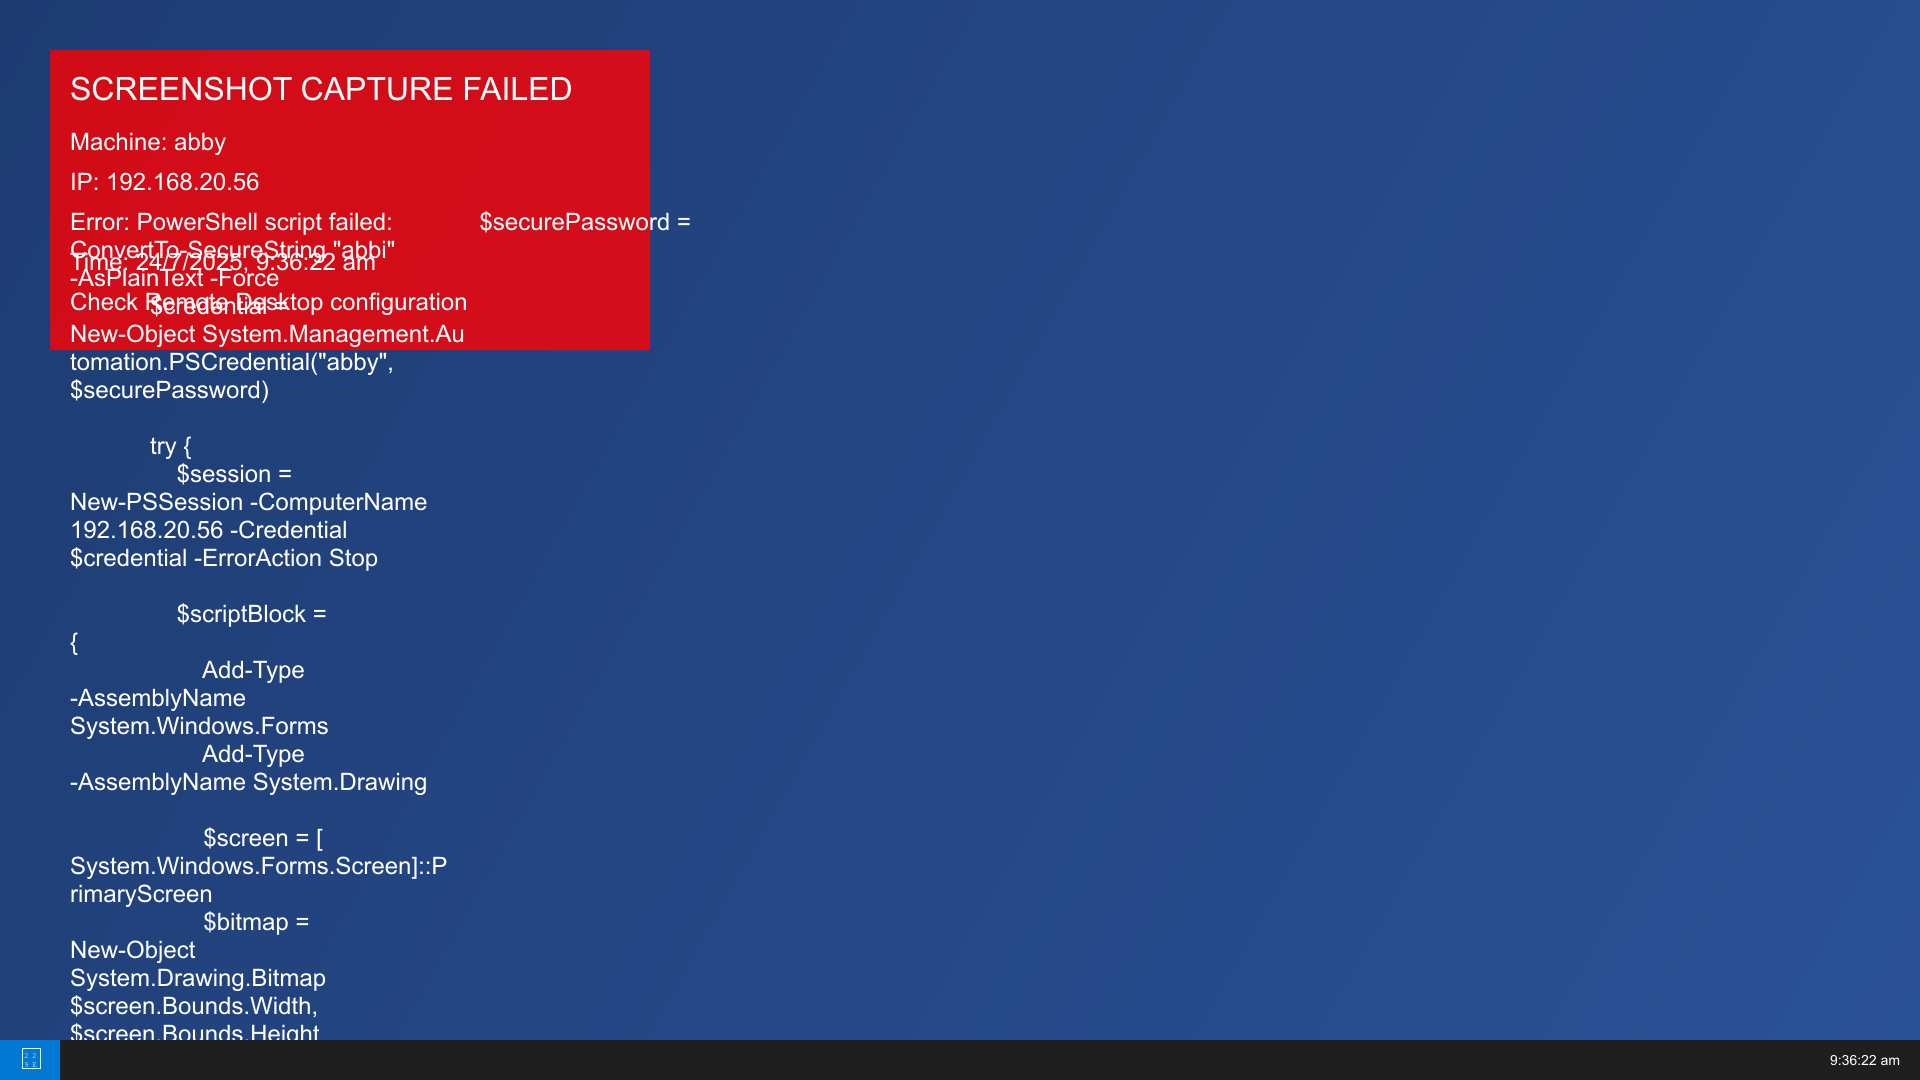 SCREENSHOT CAPTURE FAILED
Machine: abby
IP: 192.168.20.56
Error: PowerShell script failed: $securePassword =
ConvertTo-SecureString "abbi"
Time: 24/7/2025, 9:36:22 am
-AsPlainText -Force
Check Remote Desktop configuration
$credential =
New-Object System.Management.Au
tomation.PSCredential("abby",
$securePassword)
try {
$session =
New-PSSession -ComputerName
192.168.20.56 -Credential
$credential -ErrorAction Stop
$scriptBlock =
{
Add-Type
-AssemblyName
System.Windows.Forms
Add-Type
-AssemblyName System.Drawing
$screen = [
System.Windows.Forms.Screen]::P
rimaryScreen
$bitmap =
New-Object
System.Drawing.Bitmap
$screen.Bounds.Width,
$screen.Bounds.Height
9:36:22 am